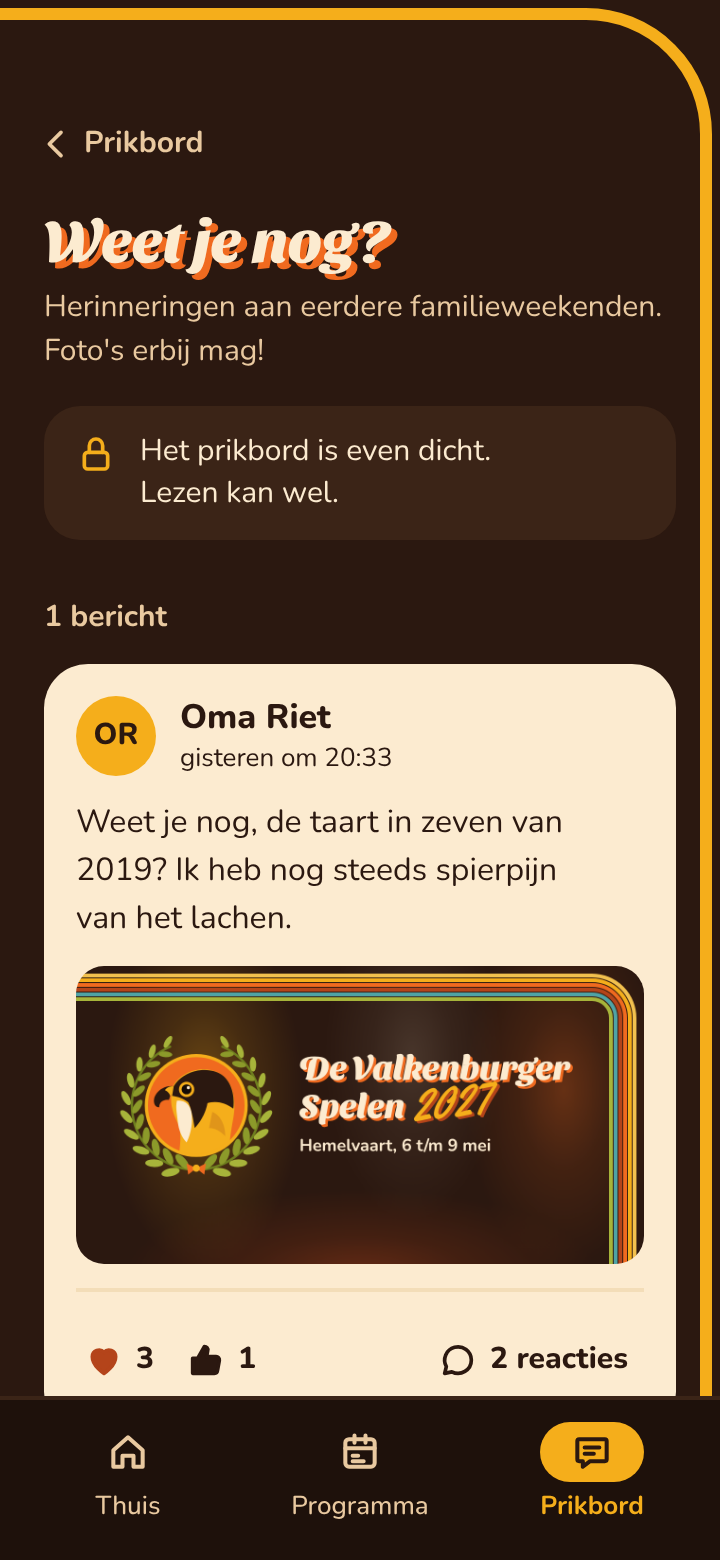 Prikbord
Weet je nog?
Herinneringen aan eerdere familieweekenden.
Foto's erbij mag!
Het prikbord is even dicht.
Lezen kan wel.
1 bericht
OR
Oma Riet
gisteren om 20:33
Weet je nog, de taart in zeven van
2019? Ik heb nog steeds spierpijn
van het lachen.
De Valkenburger
Spelen 2027
Hemelvaart, 6 t/m 9 mei
3
1
2 reacties
Thuis
Programma
Prikbord